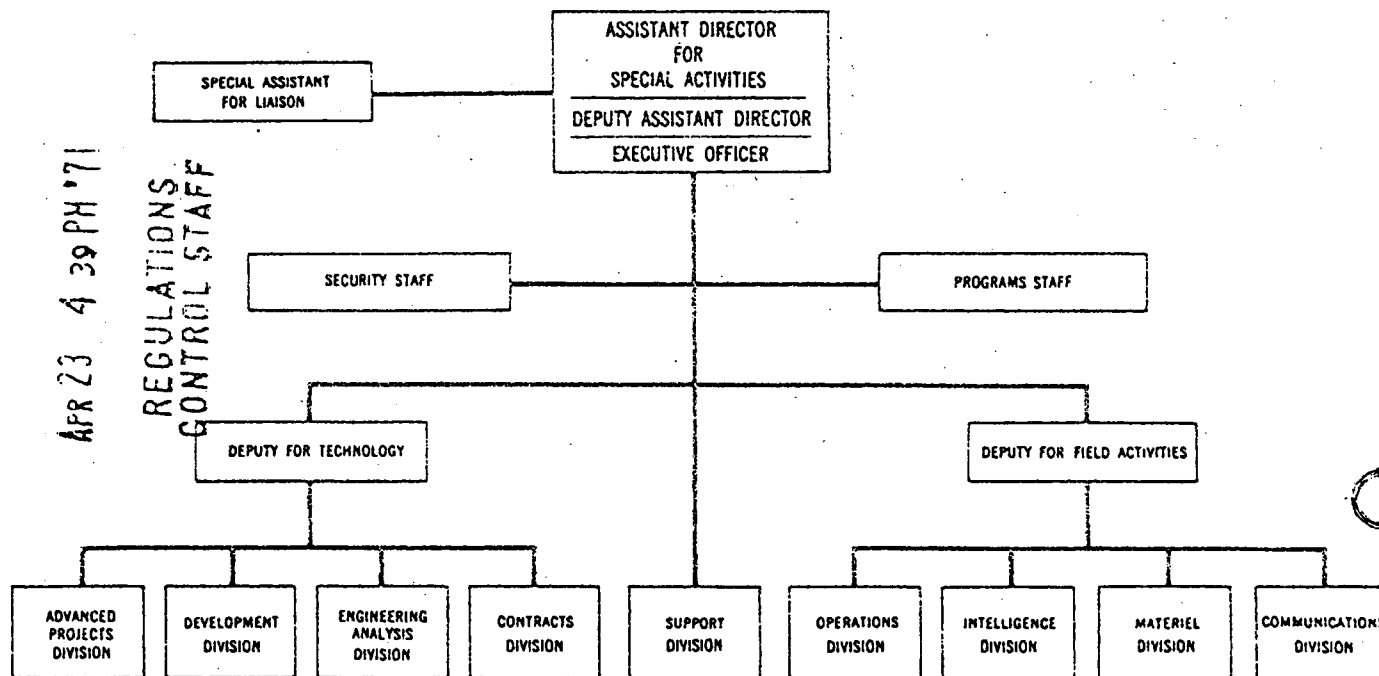 ASSISTANT DIRECTOR
FOR
SPECIAL ACTIVITIES
DEPUTY ASSISTANT DIRECTOR
EXECUTIVE OFFICER
SPECIAL ASSISTANT
FOR LIAISON
APR 23 4 39 PM '71
REGULATIONS
CONTROL STAFF
SECURITY STAFF
PROGRAMS STAFF
DEPUTY FOR TECHNOLOGY
DEPUTY FOR FIELD ACTIVITIES
ADVANCED
PROJECTS
DIVISION
DEVELOPMENT
DIVISION
ENGINEERING
ANALYSIS
DIVISION
CONTRACTS
DIVISION
SUPPORT
DIVISION
OPERATIONS
DIVISION
INTELLIGENCE
DIVISION
MATERIEL
DIVISION
COMMUNICATIONS
DIVISION